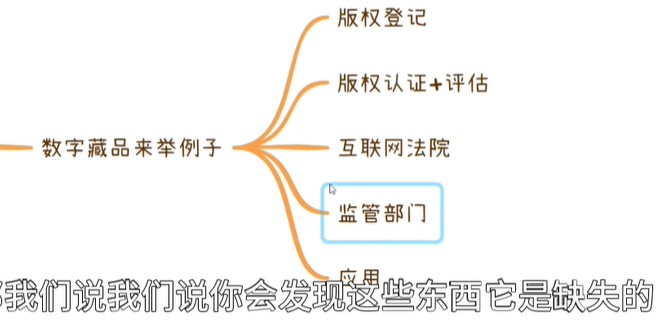 版权登记
版权认证+评估
数字藏品来举例子
互联网法院
监管部门
应用
我们说我们说你会发现这些东西它是缺失的